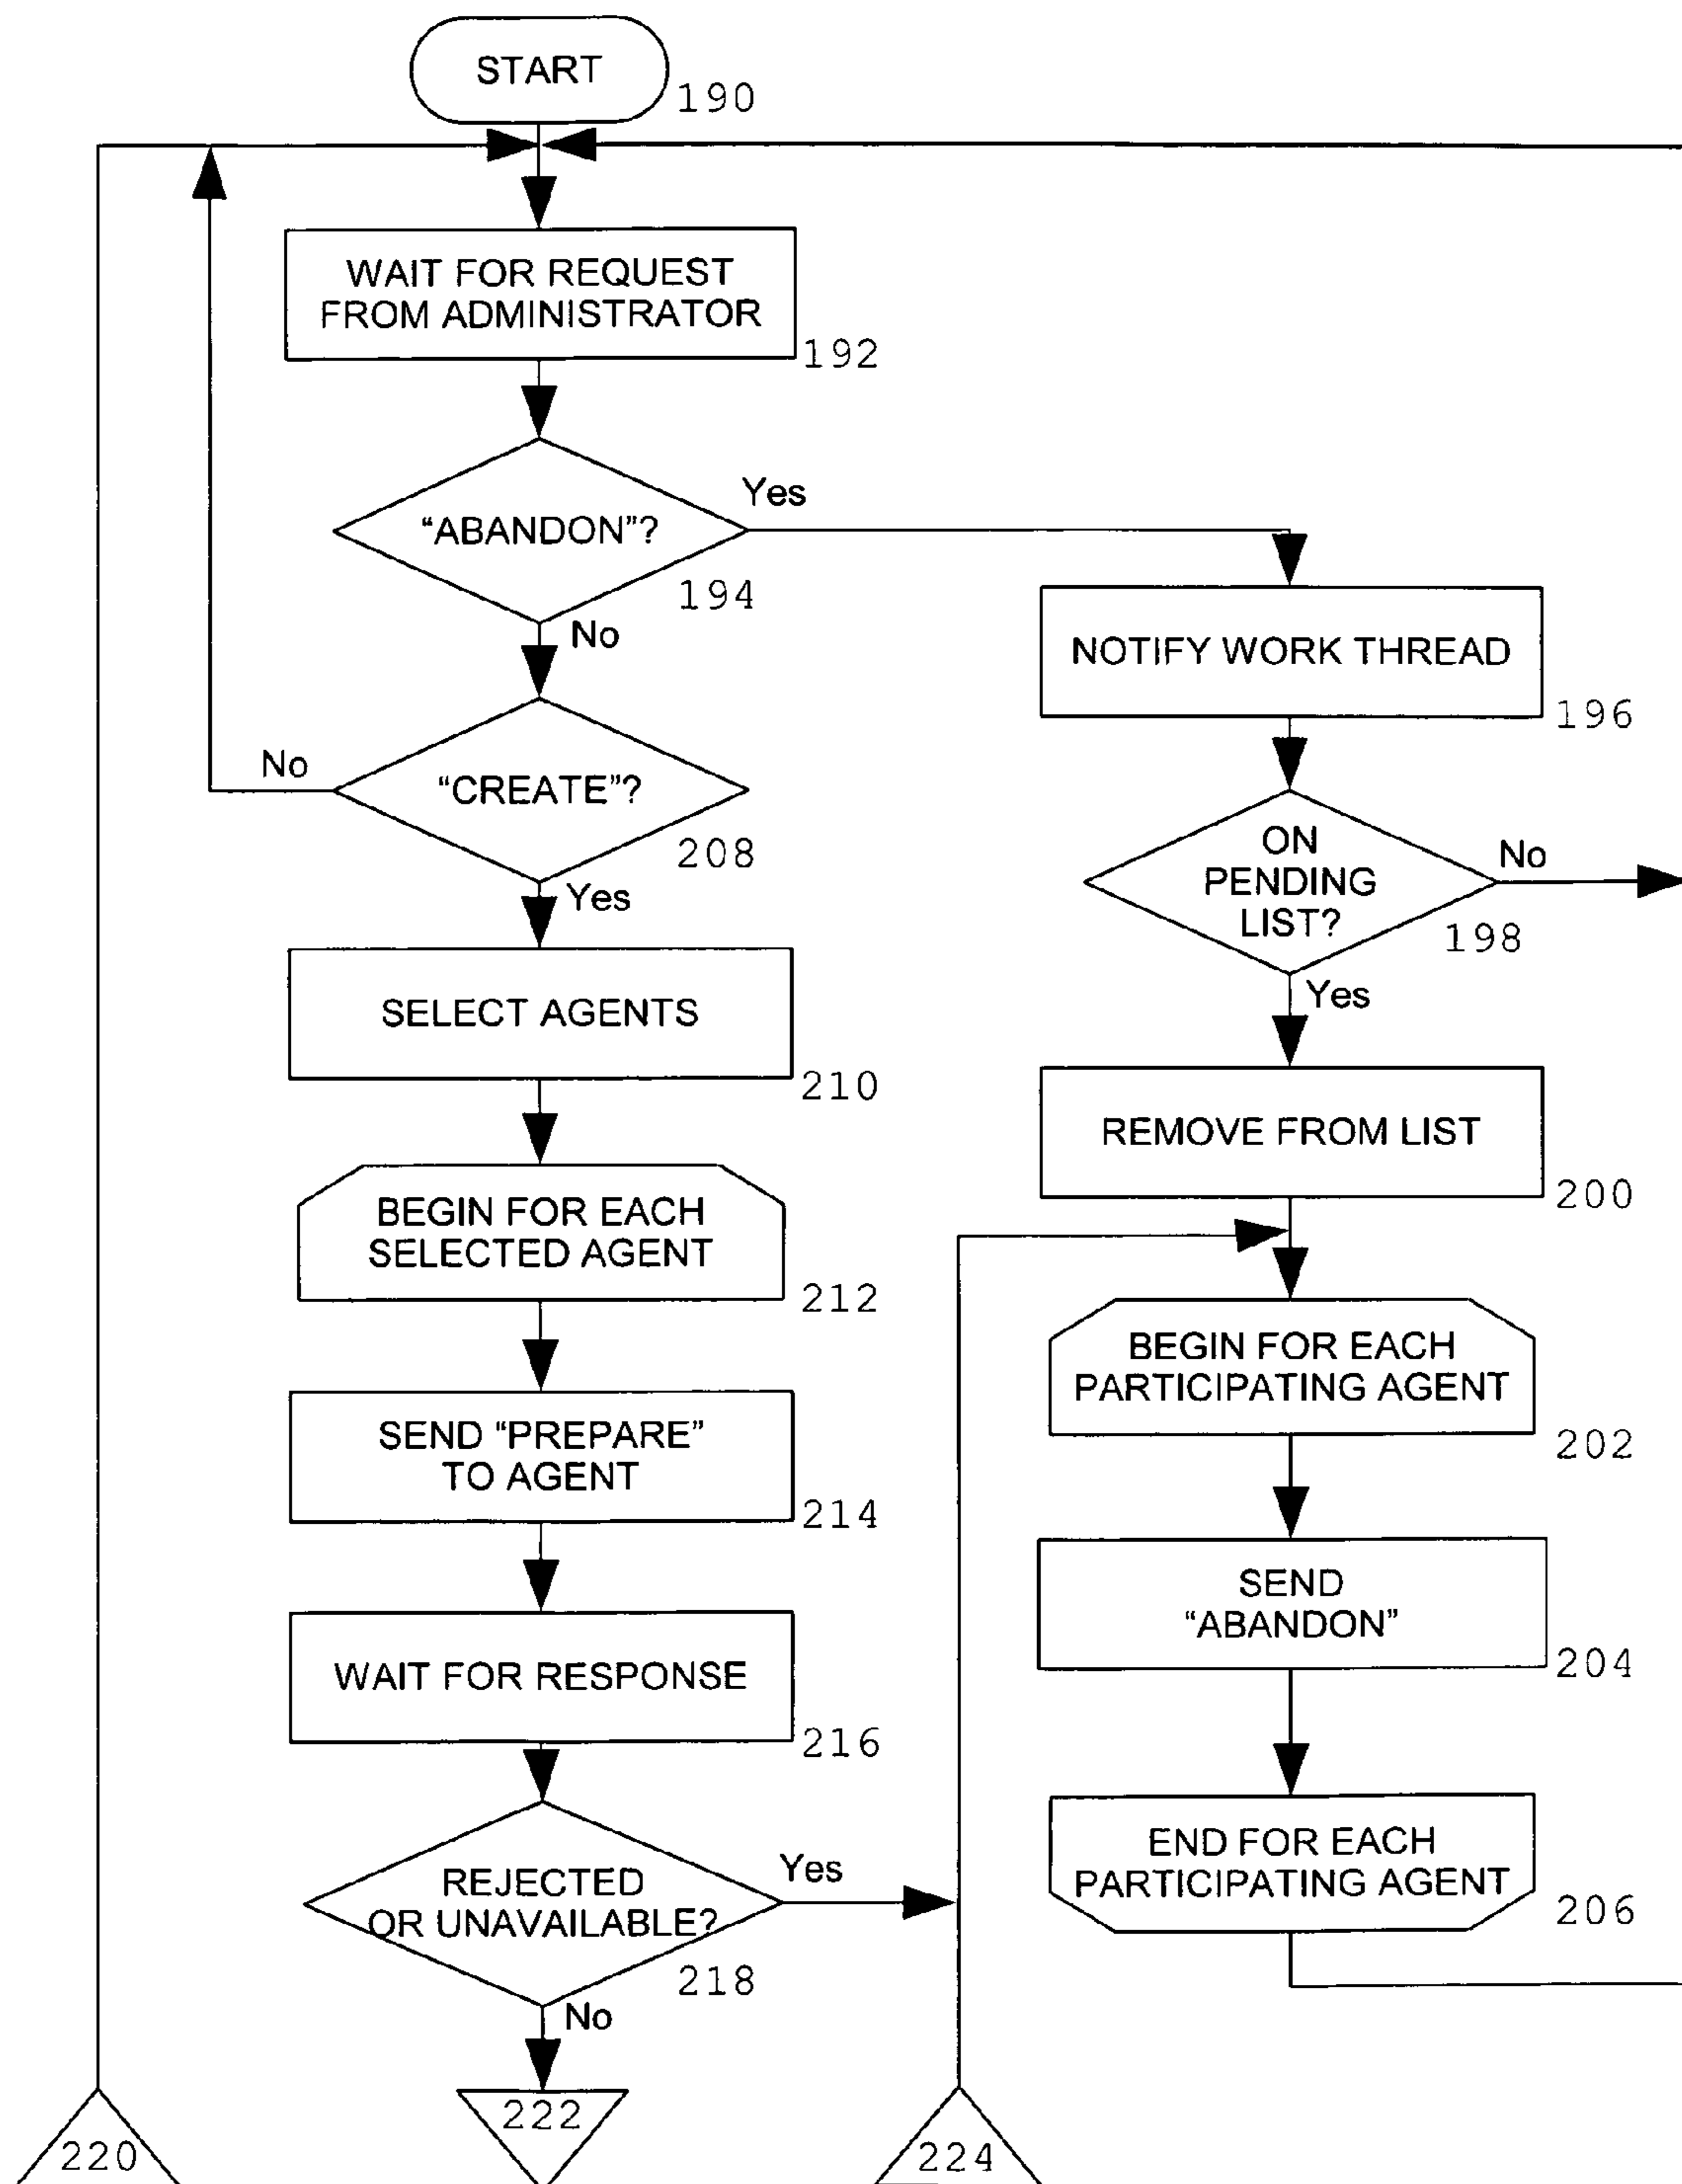 START
190
WAIT FOR REQUEST
FROM ADMINISTRATOR
192
“ABANDON”?
Yes
194
No
“CREATE”?
No
208
Yes
SELECT AGENTS
210
BEGIN FOR EACH
SELECTED AGENT
212
SEND “PREPARE”
TO AGENT
214
WAIT FOR RESPONSE
216
REJECTED
OR UNAVAILABLE?
Yes
218
No
220
222
224
NOTIFY WORK THREAD
196
ON
PENDING
LIST?
No
198
Yes
REMOVE FROM LIST
200
BEGIN FOR EACH
PARTICIPATING AGENT
202
SEND
“ABANDON”
204
END FOR EACH
PARTICIPATING AGENT
206